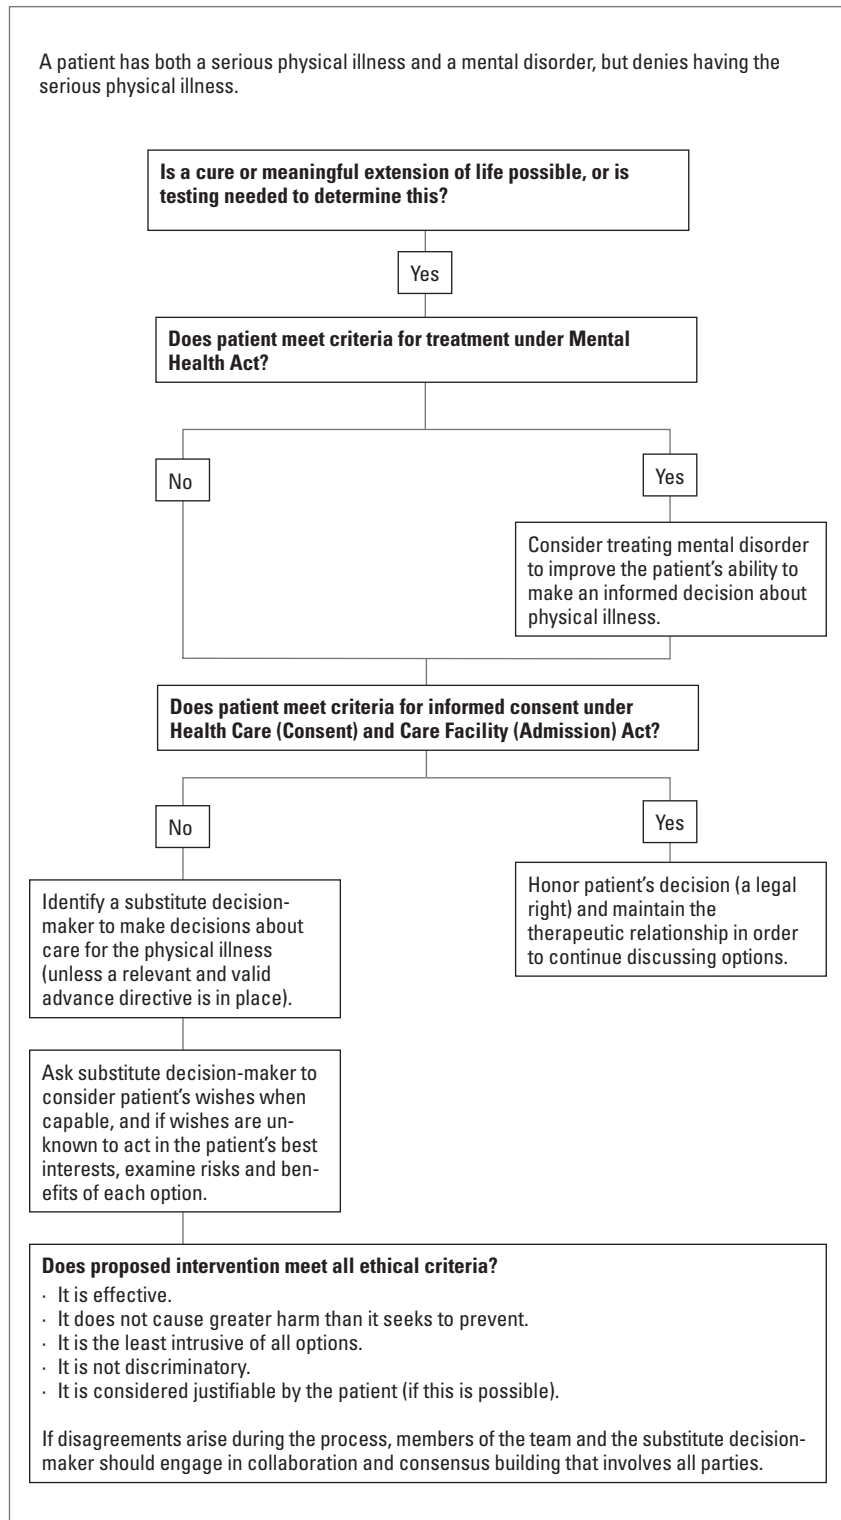 A patient has both a serious physical illness and a mental disorder, but denies having the
serious physical illness.
Is a cure or meaningful extension of life possible, or is
testing needed to determine this?
Yes
Does patient meet criteria for treatment under Mental
Health Act?
No
Yes
Consider treating mental disorder
to improve the patient's ability to
make an informed decision about
physical illness.
Does patient meet criteria for informed consent under
Health Care (Consent) and Care Facility (Admission) Act?
No
Yes
Identify a substitute decision-
maker to make decisions about
care for the physical illness
(unless a relevant and valid
advance directive is in place).
Honor patient's decision (a legal
right) and maintain the
therapeutic relationship in order
to continue discussing options.
Ask substitute decision-maker to
consider patient's wishes when
capable, and if wishes are un-
known to act in the patient's best
interests, examine risks and ben-
efits of each option.
Does proposed intervention meet all ethical criteria?
· It is effective.
· It does not cause greater harm than it seeks to prevent.
· It is the least intrusive of all options.
· It is not discriminatory.
· It is considered justifiable by the patient (if this is possible).
If disagreements arise during the process, members of the team and the substitute decision-
maker should engage in collaboration and consensus building that involves all parties.